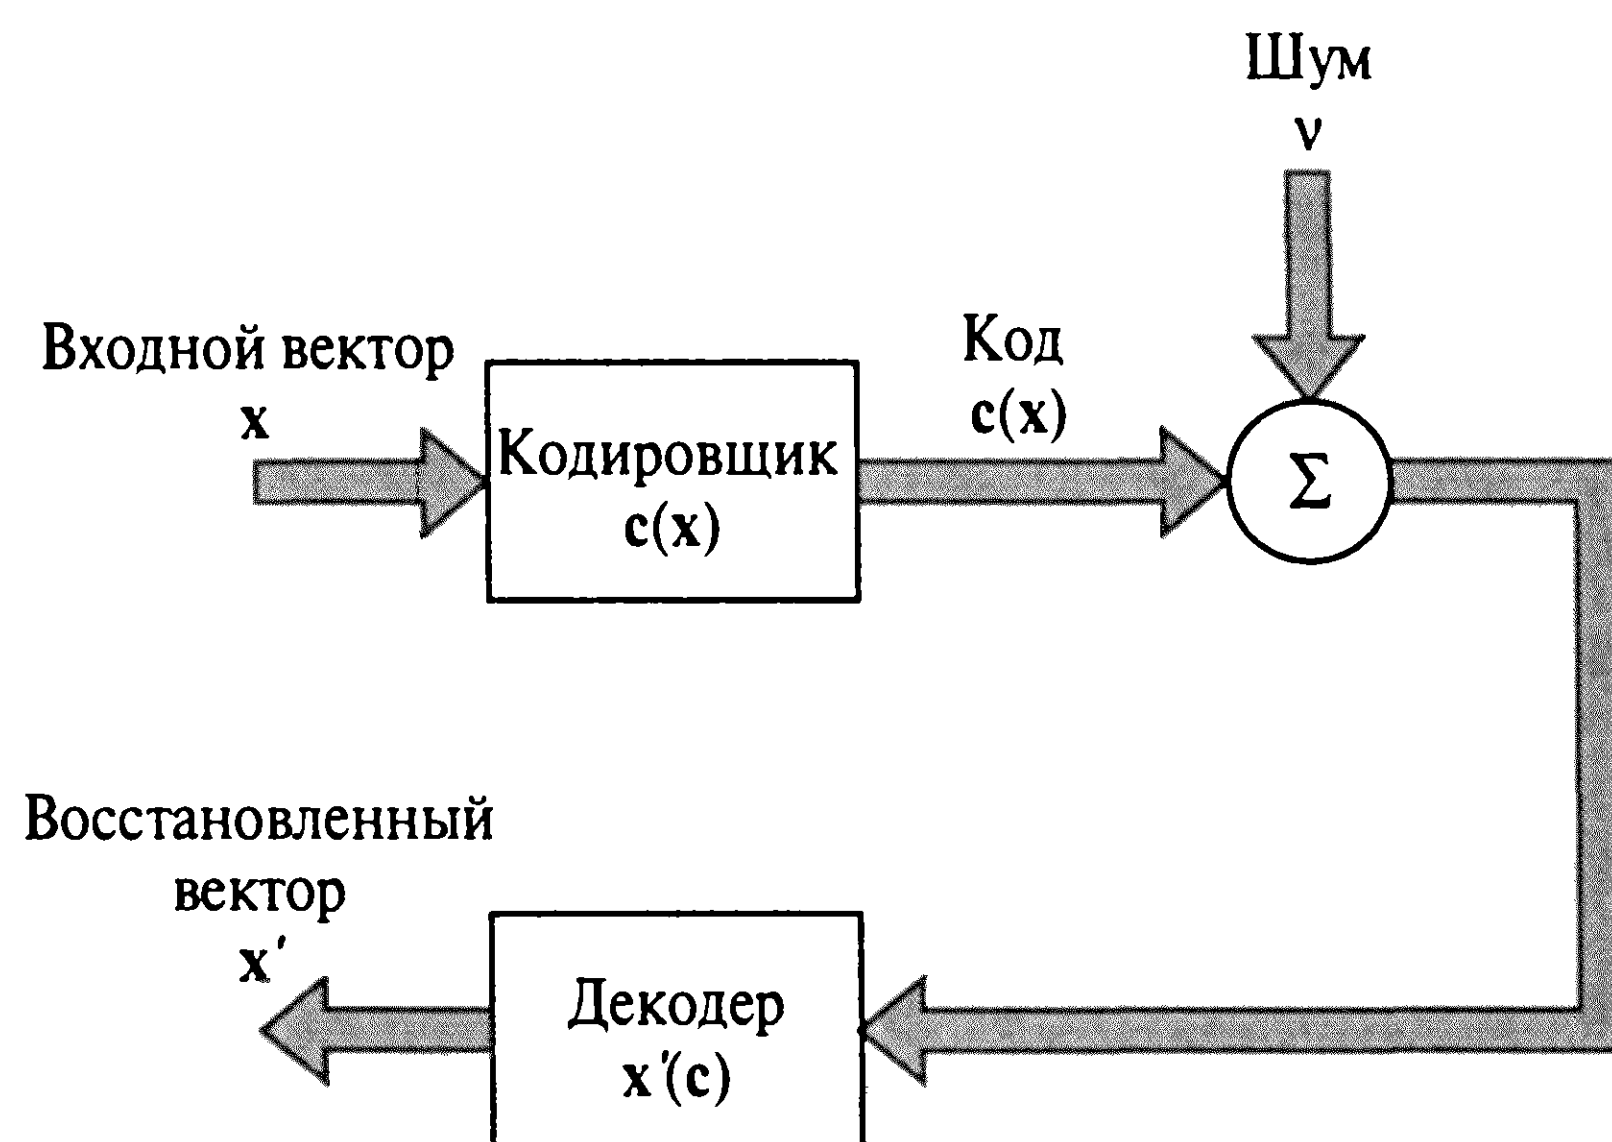 Шум
ν
Входной вектор
x
Кодировщик
c(x)
Код
c(x)
Σ
Восстановленный
вектор
x′
Декодер
x′(c)